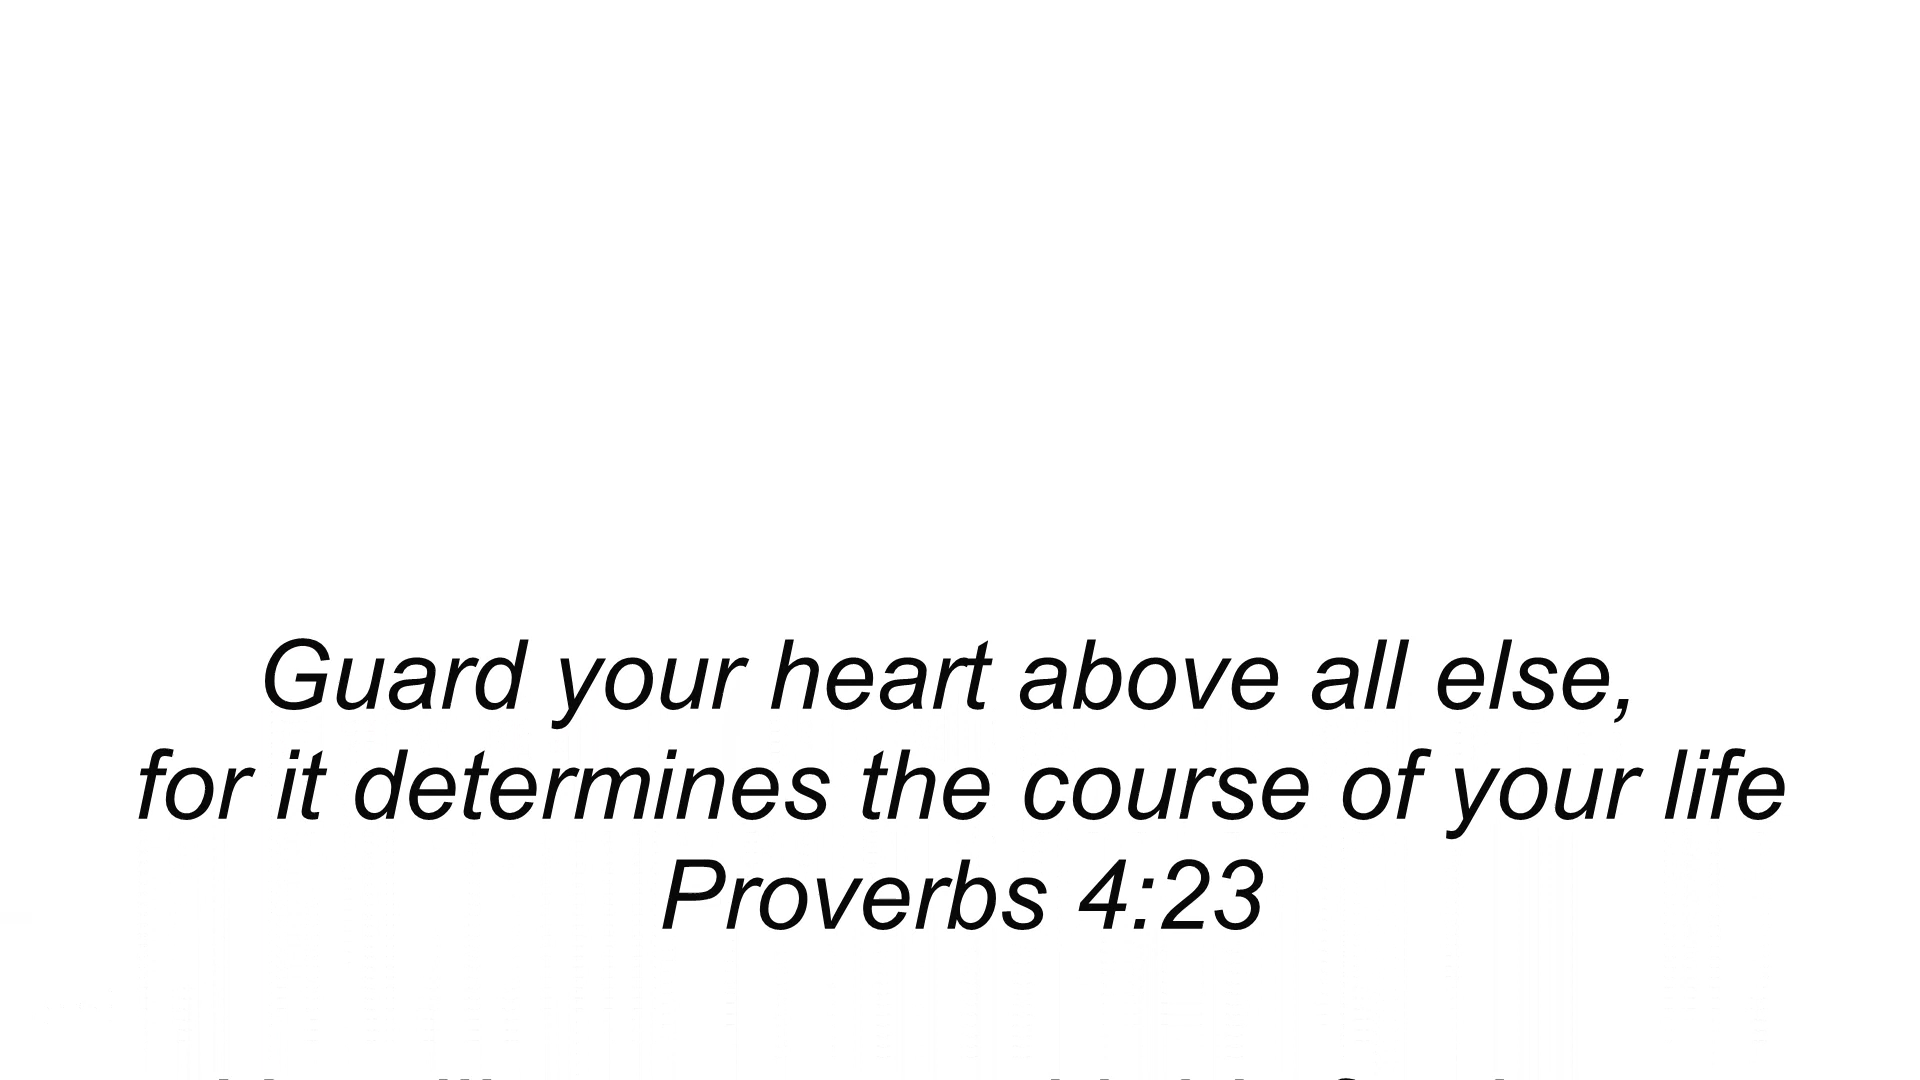 Guard your heart above all else,
for it determines the course of your life
Proverbs 4:23